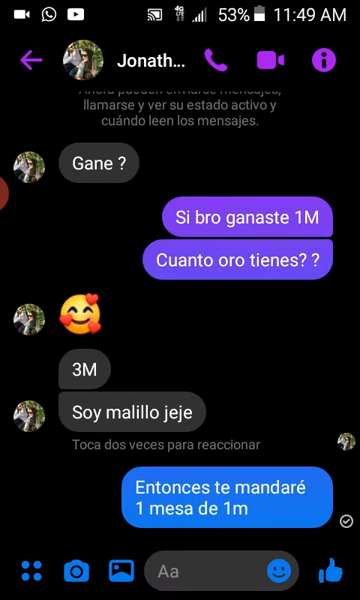 4G
53%
11:49 AM
Jonath...
Ahora pueden enviarse mensajes,
llamarse y ver su estado activo y
cuándo leen los mensajes.
Gane ?
Si bro ganaste 1M
Cuanto oro tienes? ?
3M
Soy malillo jeje
Toca dos veces para reaccionar
Entonces te mandaré
1 mesa de 1m
Aa